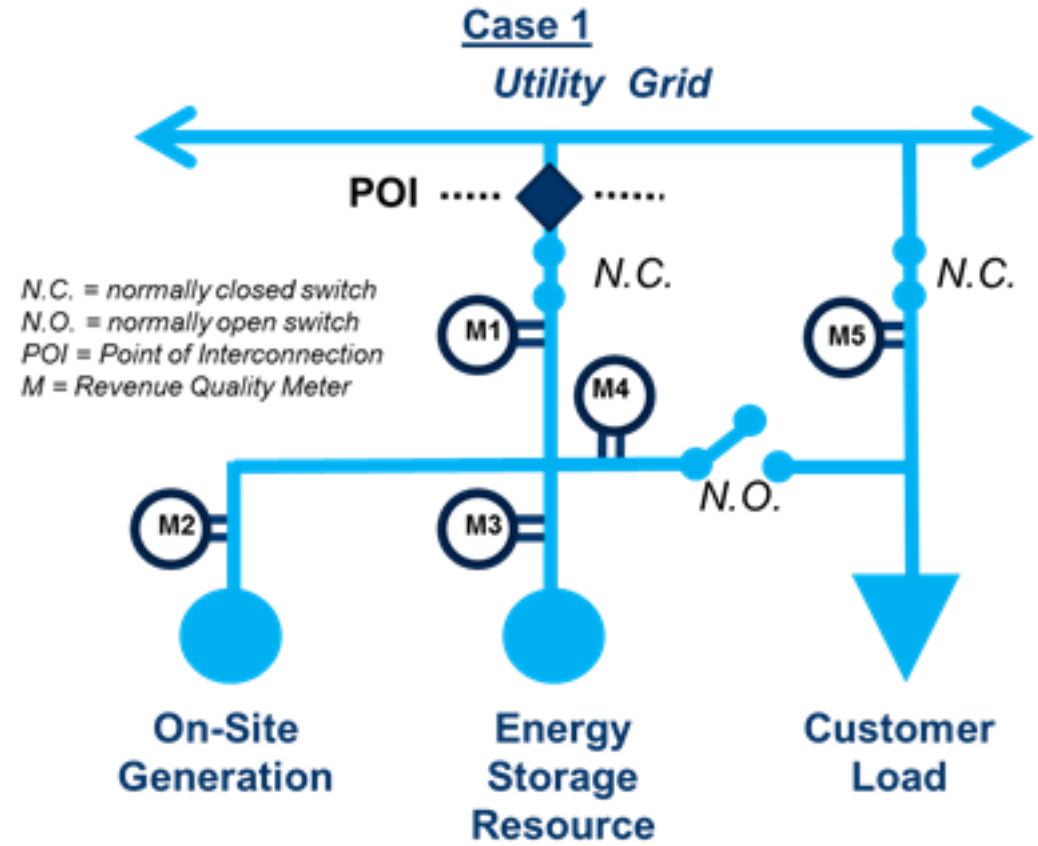 Case 1
Utility Grid
POI
N.C.
N.C.
N.C. = normally closed switch
N.O. = normally open switch
POI = Point of Interconnection
M = Revenue Quality Meter
M1
M5
M4
N.O.
M2
M3
On-Site
Generation
Energy
Storage
Resource
Customer
Load